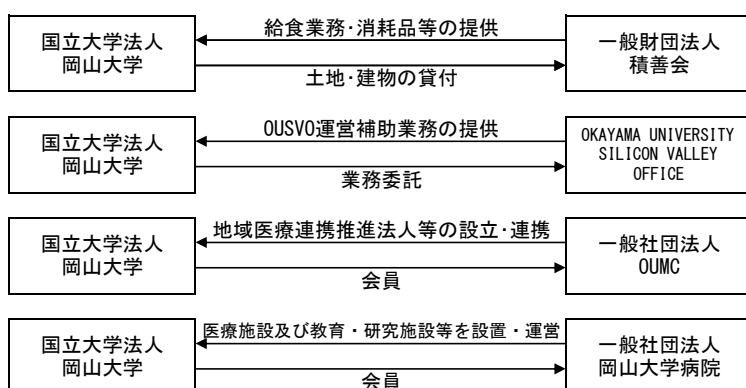 国立大学法人
岡山大学
給食業務・消耗品等の提供
土地・建物の貸付
一般財団法人
積善会
国立大学法人
岡山大学
OUSVO運営補助業務の提供
業務委託
OKAYAMA UNIVERSITY
SILICON VALLEY
OFFICE
国立大学法人
岡山大学
地域医療連携推進法人等の設立・連携
会員
一般社団法人
OUMC
国立大学法人
岡山大学
医療施設及び教育・研究施設等を設置・運営
会員
一般社団法人
岡山大学病院